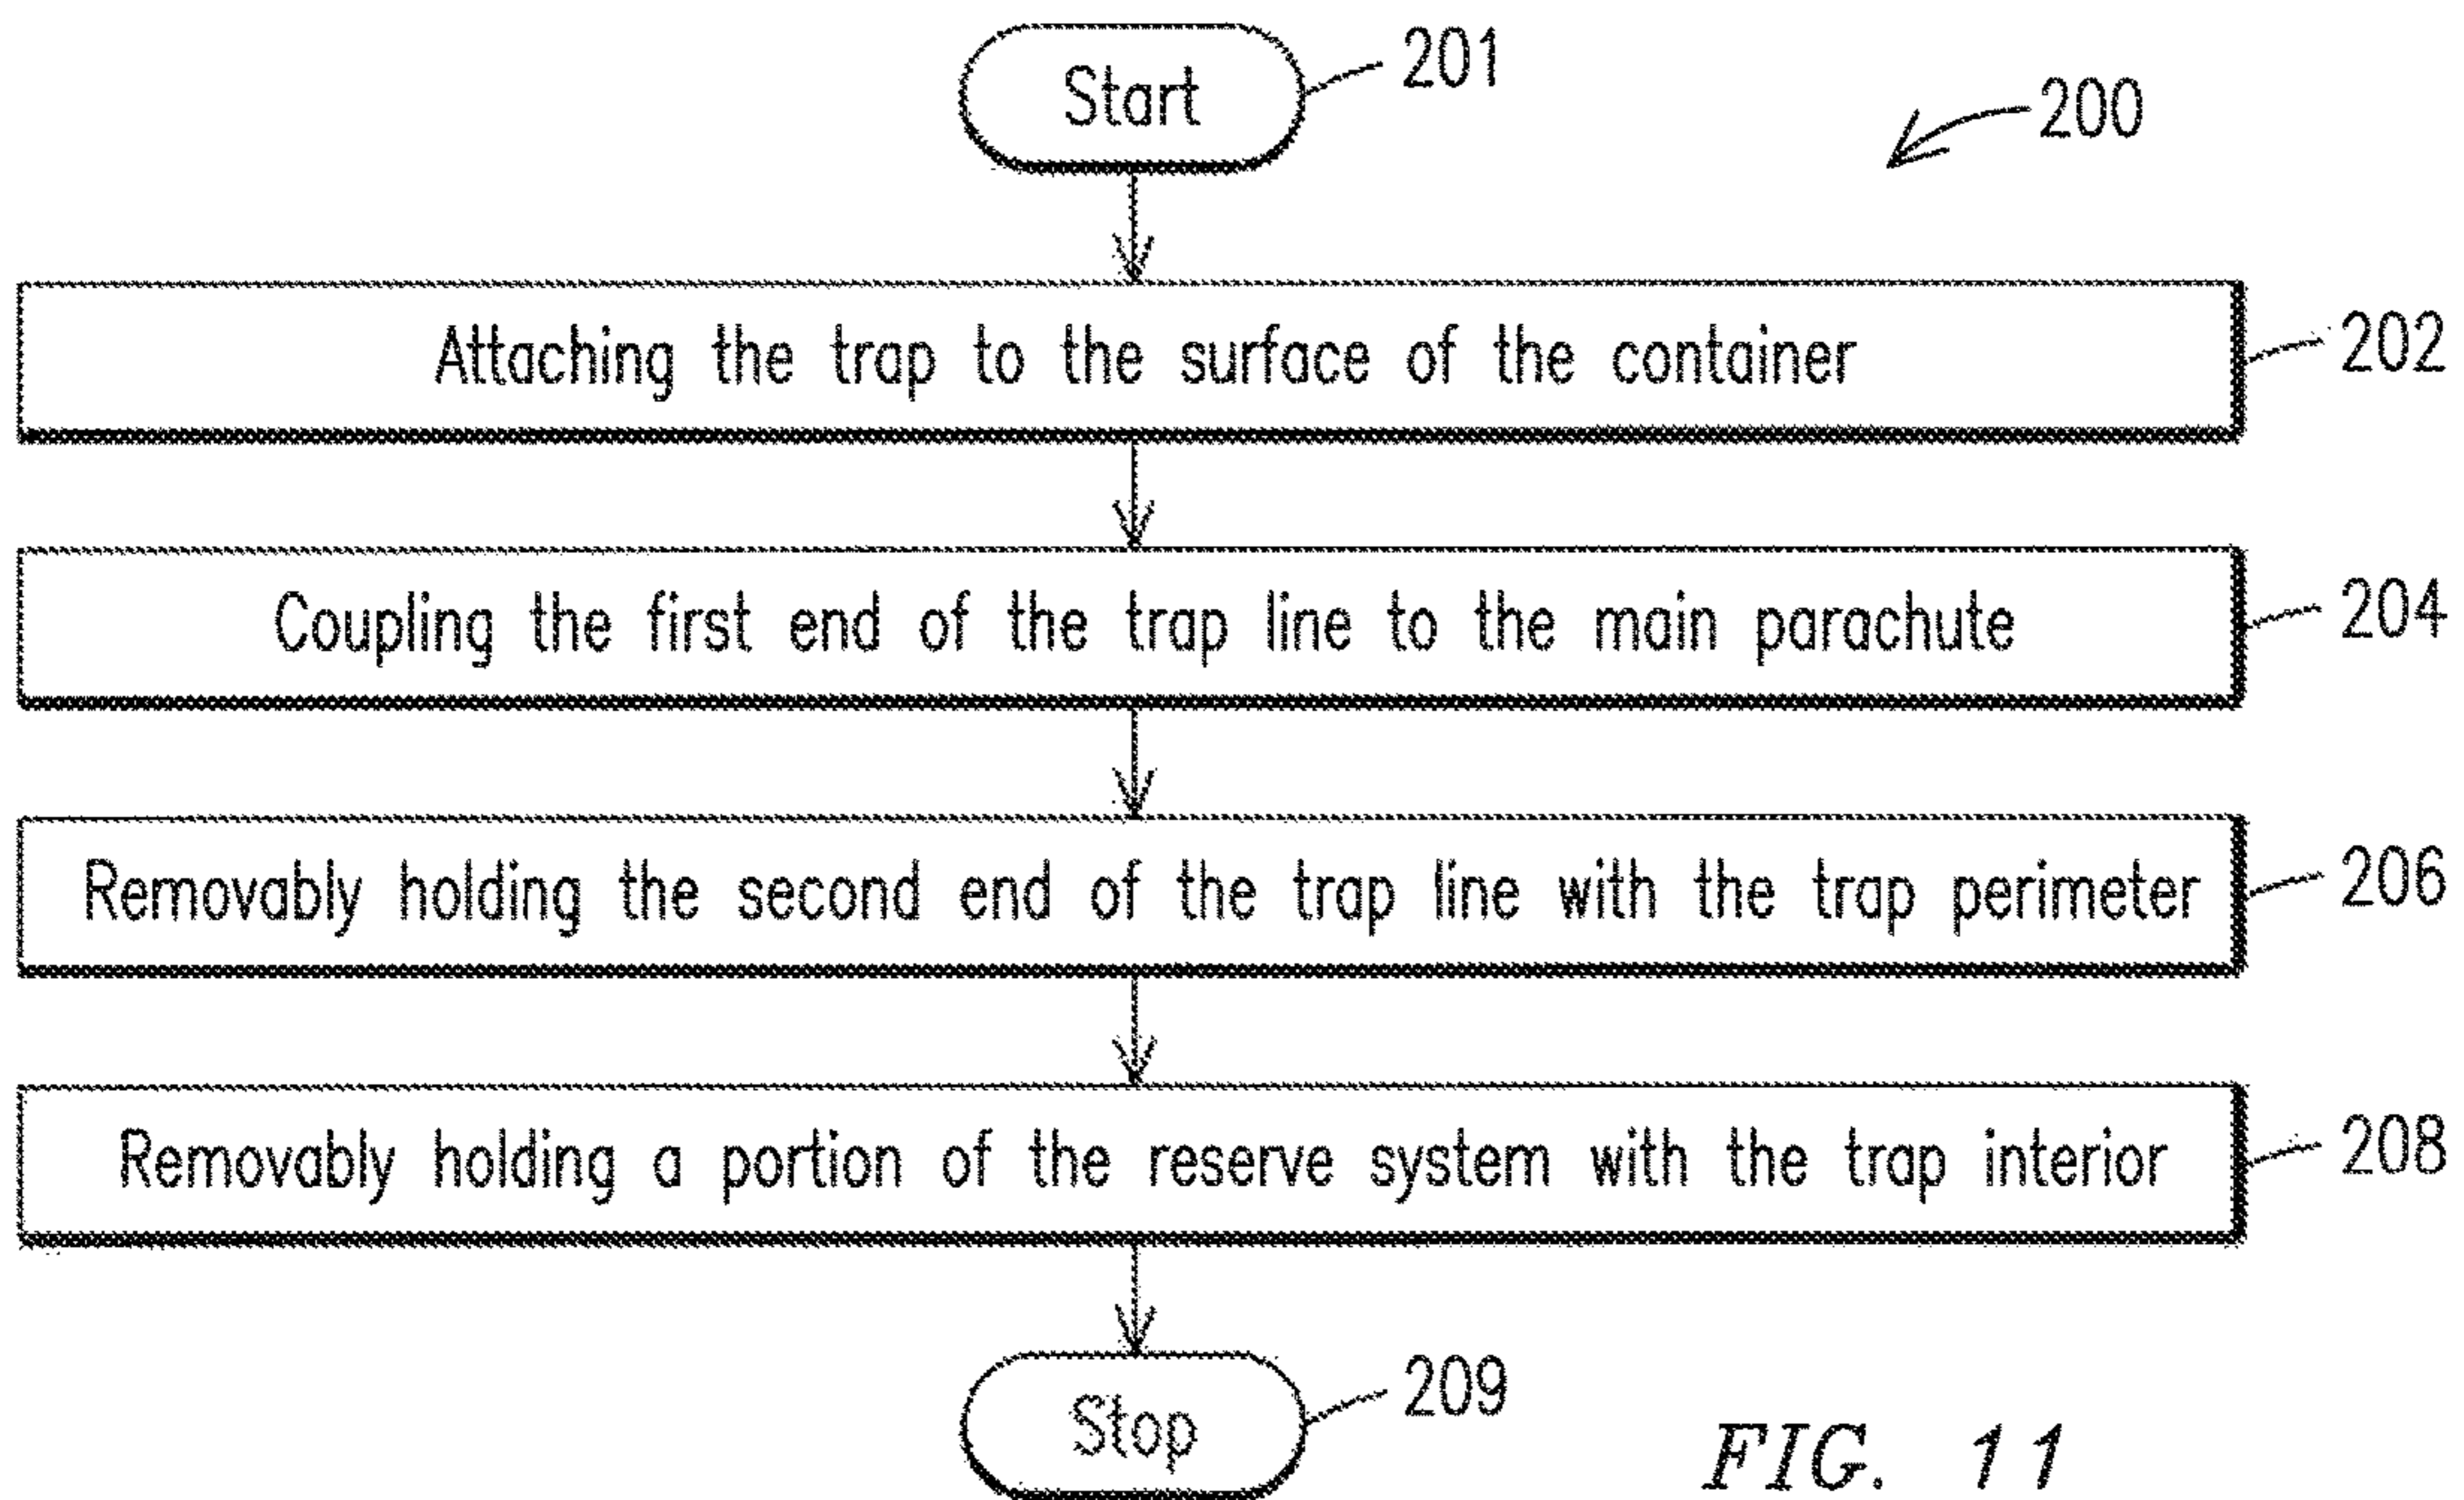 Start 201
200
Attaching the trap to the surface of the container 202
Coupling the first end of the trap line to the main parachute 204
Removably holding the second end of the trap line with the trap perimeter 206
Removably holding a portion of the reserve system with the trap interior 208
Stop 209
FIG. 11